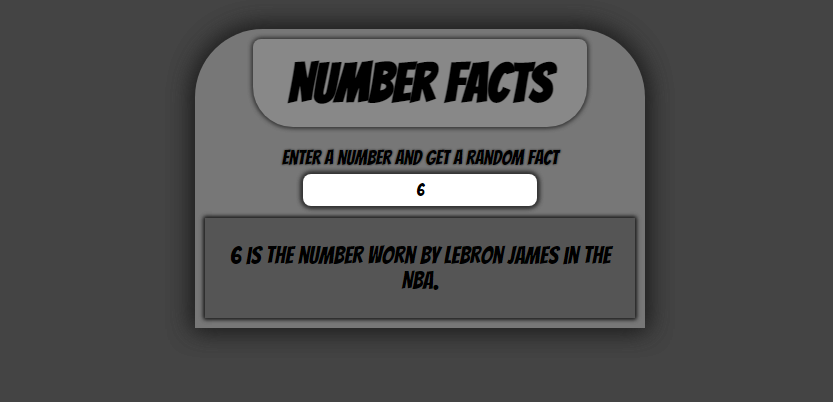 NUMBER FACTS
ENTER A NUMBER AND GET A RANDOM FACT
6
6 IS THE NUMBER WORN BY LEBRON JAMES IN THE
NBA.